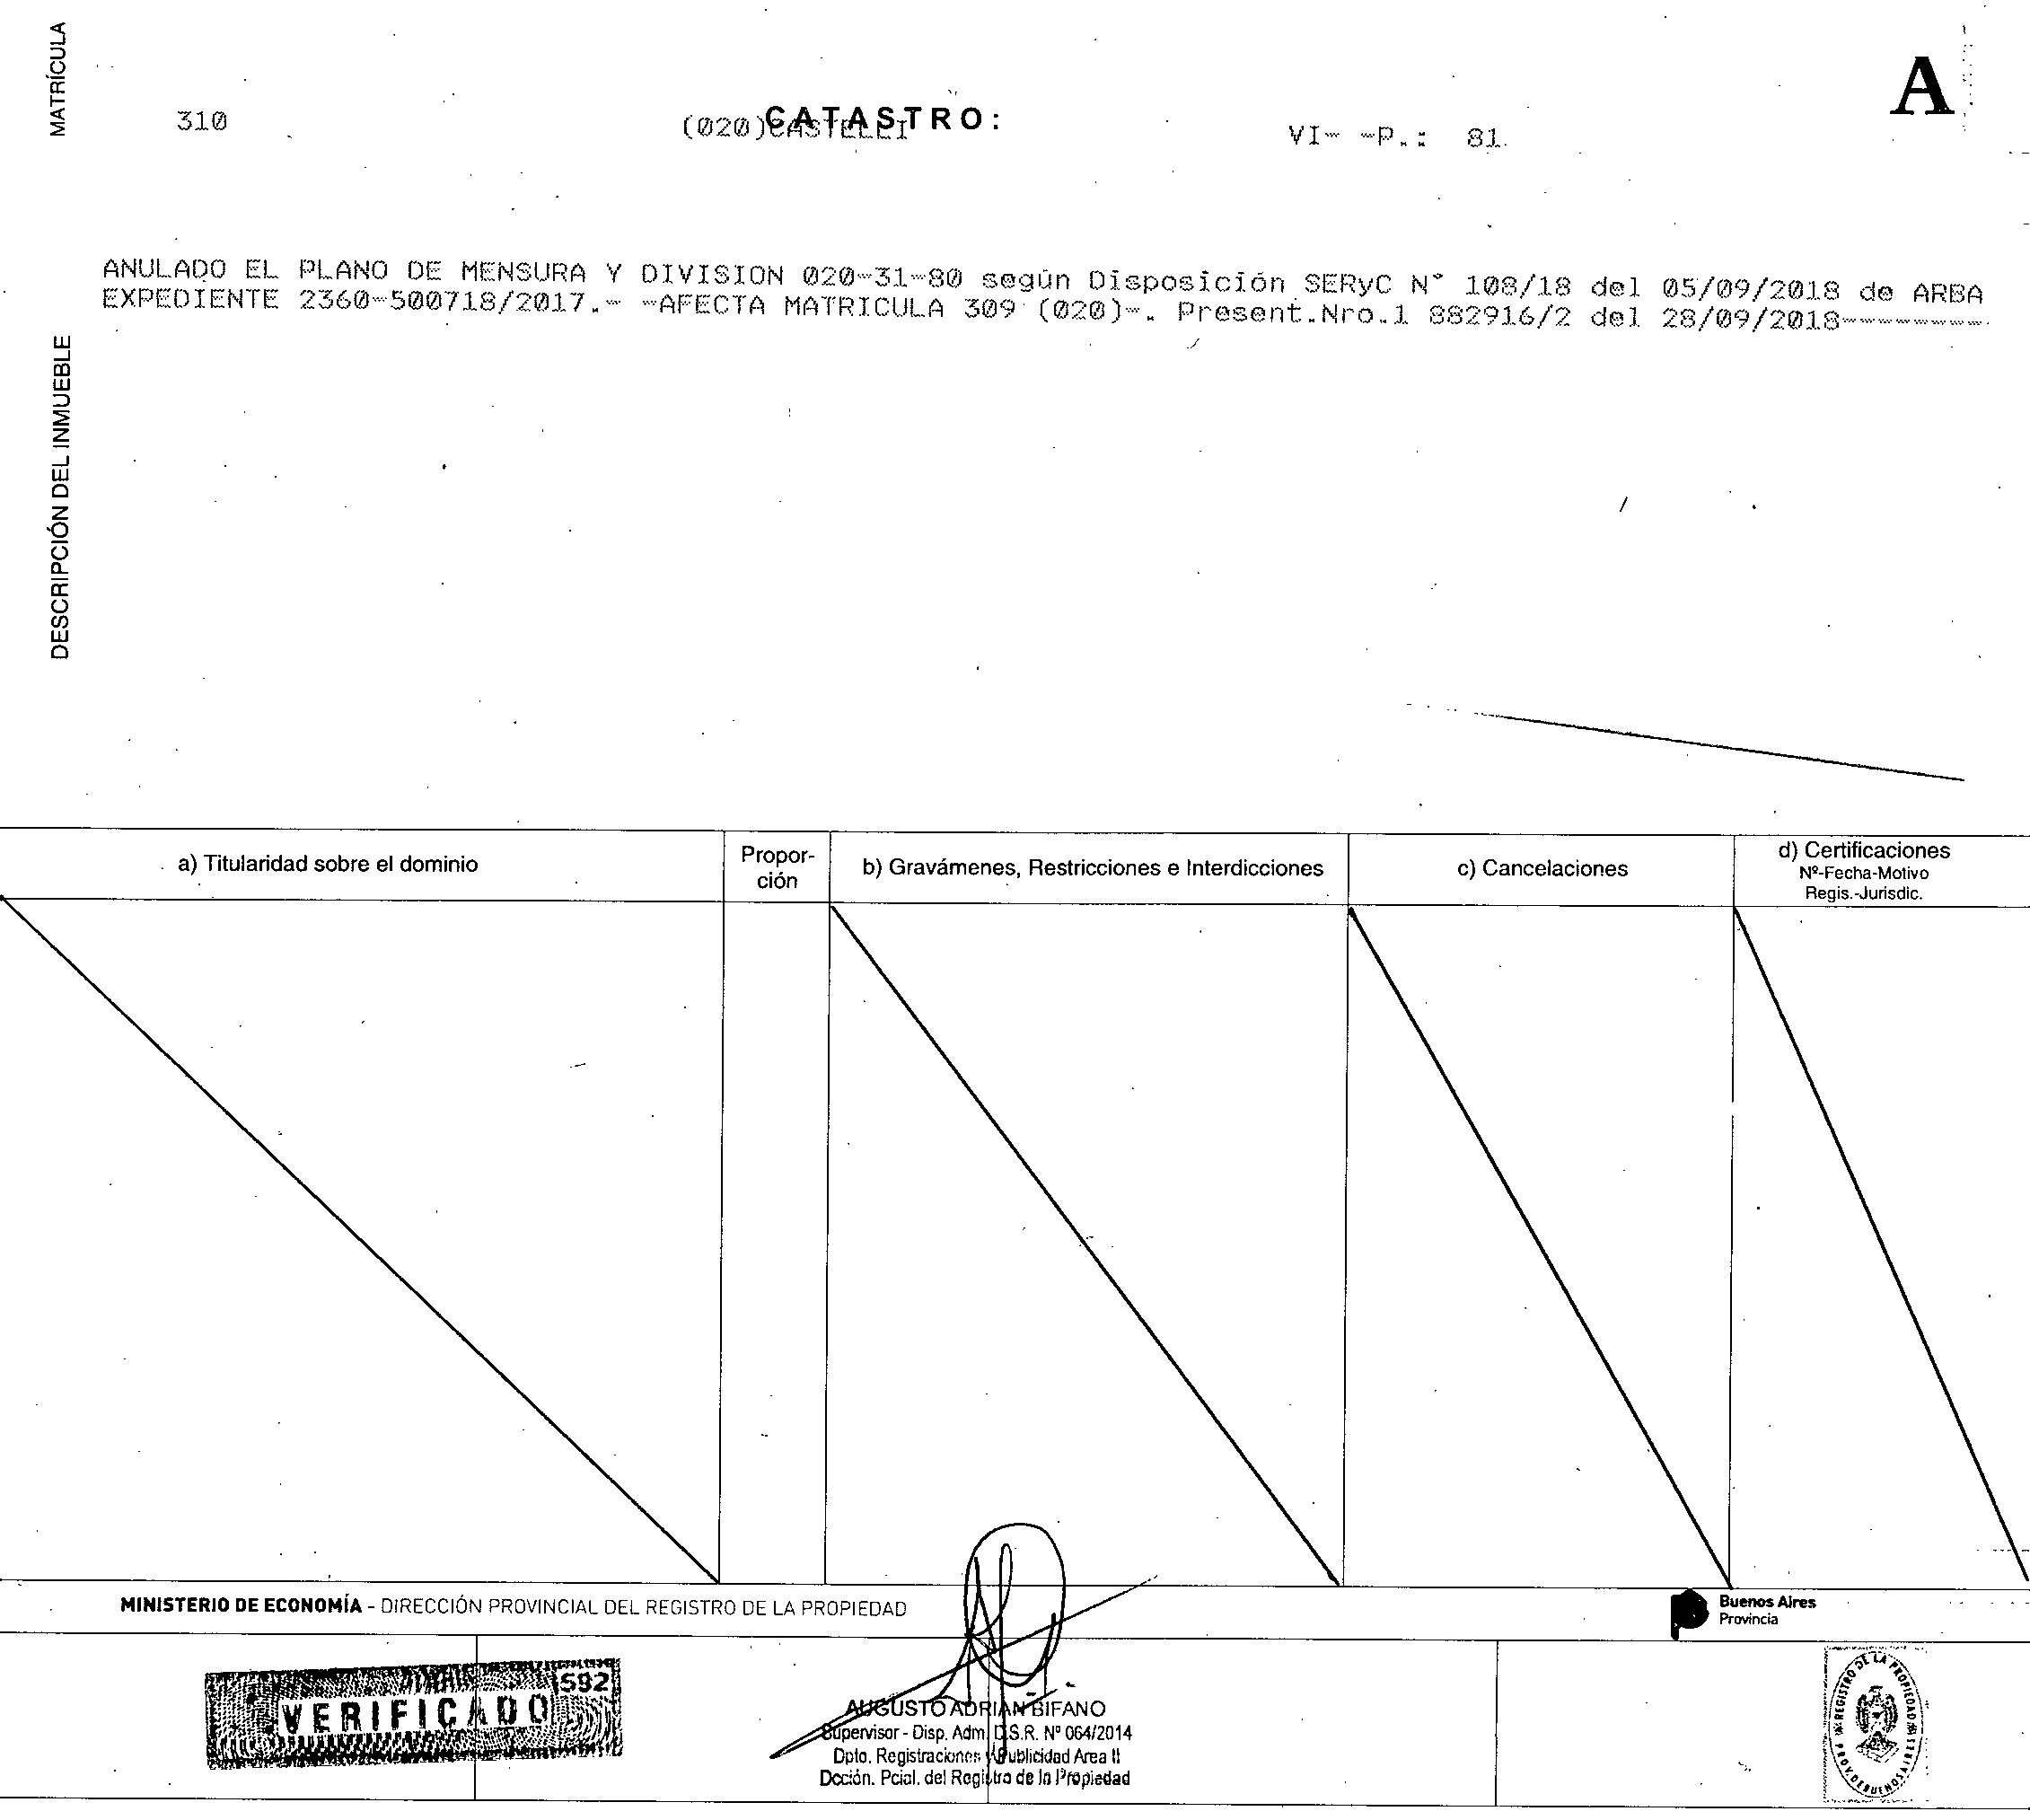 MATRÍCULA
A
310
CATASTRO:
(020)CASTELLI
VI- -P.: 81
DESCRIPCIÓN DEL INMUEBLE
ANULADO EL PLANO DE MENSURA Y DIVISION 020-31-80 según Disposición SERyC N° 108/18 del 05/09/2018 de ARBA
EXPEDIENTE 2360-500718/2017.- -AFECTA MATRICULA 309 (020)-. Present.Nro.1 882916/2 del 28/09/2018---------
a) Titularidad sobre el dominio
Propor-
ción
b) Gravámenes, Restricciones e Interdicciones
c) Cancelaciones
d) Certificaciones
Nº-Fecha-Motivo
Regis.-Jurisdic.
MINISTERIO DE ECONOMÍA - DIRECCIÓN PROVINCIAL DEL REGISTRO DE LA PROPIEDAD
Buenos Aires
Provincia
592
VERIFICADO
AUGUSTO ADRIAN BIFANO
Supervisor - Disp. Adm. D.S.R. Nº 064/2014
Dpto. Registraciones y Publicidad Area II
Dcción. Pcial. del Registro de la Propiedad
REGISTRO DE LA PROPIEDAD
PROV. DE BUENOS AIRES